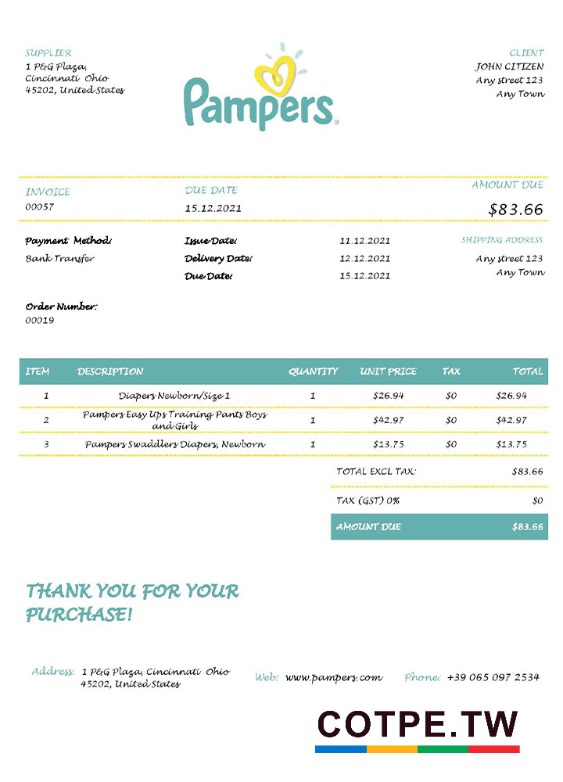 SUPPLIER
1 P&G Plaza,
Cincinnati Ohio
45202, United States
Pampers®
CLIENT
JOHN CITIZEN
Any street 123
Any Town
INVOICE
00057
DUE DATE
15.12.2021
AMOUNT DUE
$83.66
Payment Method:
Bank Transfer
Issue Date: 11.12.2021
Delivery Date: 12.12.2021
Due Date: 15.12.2021
SHIPPING ADDRESS
Any street 123
Any Town
Order Number:
00019
ITEM DESCRIPTION QUANTITY UNIT PRICE TAX TOTAL
1 Diapers Newborn/Size 1 1 $26.94 $0 $26.94
2 Pampers Easy Ups Training Pants Boys
and Girls 1 $42.97 $0 $42.97
3 Pampers Swaddlers Diapers, Newborn 1 $13.75 $0 $13.75
TOTAL EXCL TAX: $83.66
TAX (GST) 0% $0
AMOUNT DUE $83.66
THANK YOU FOR YOUR
PURCHASE!
Address: 1 P&G Plaza, Cincinnati Ohio
45202, United States
Web: www.pampers.com
Phone: +39 065 097 2534
COTPE.TW